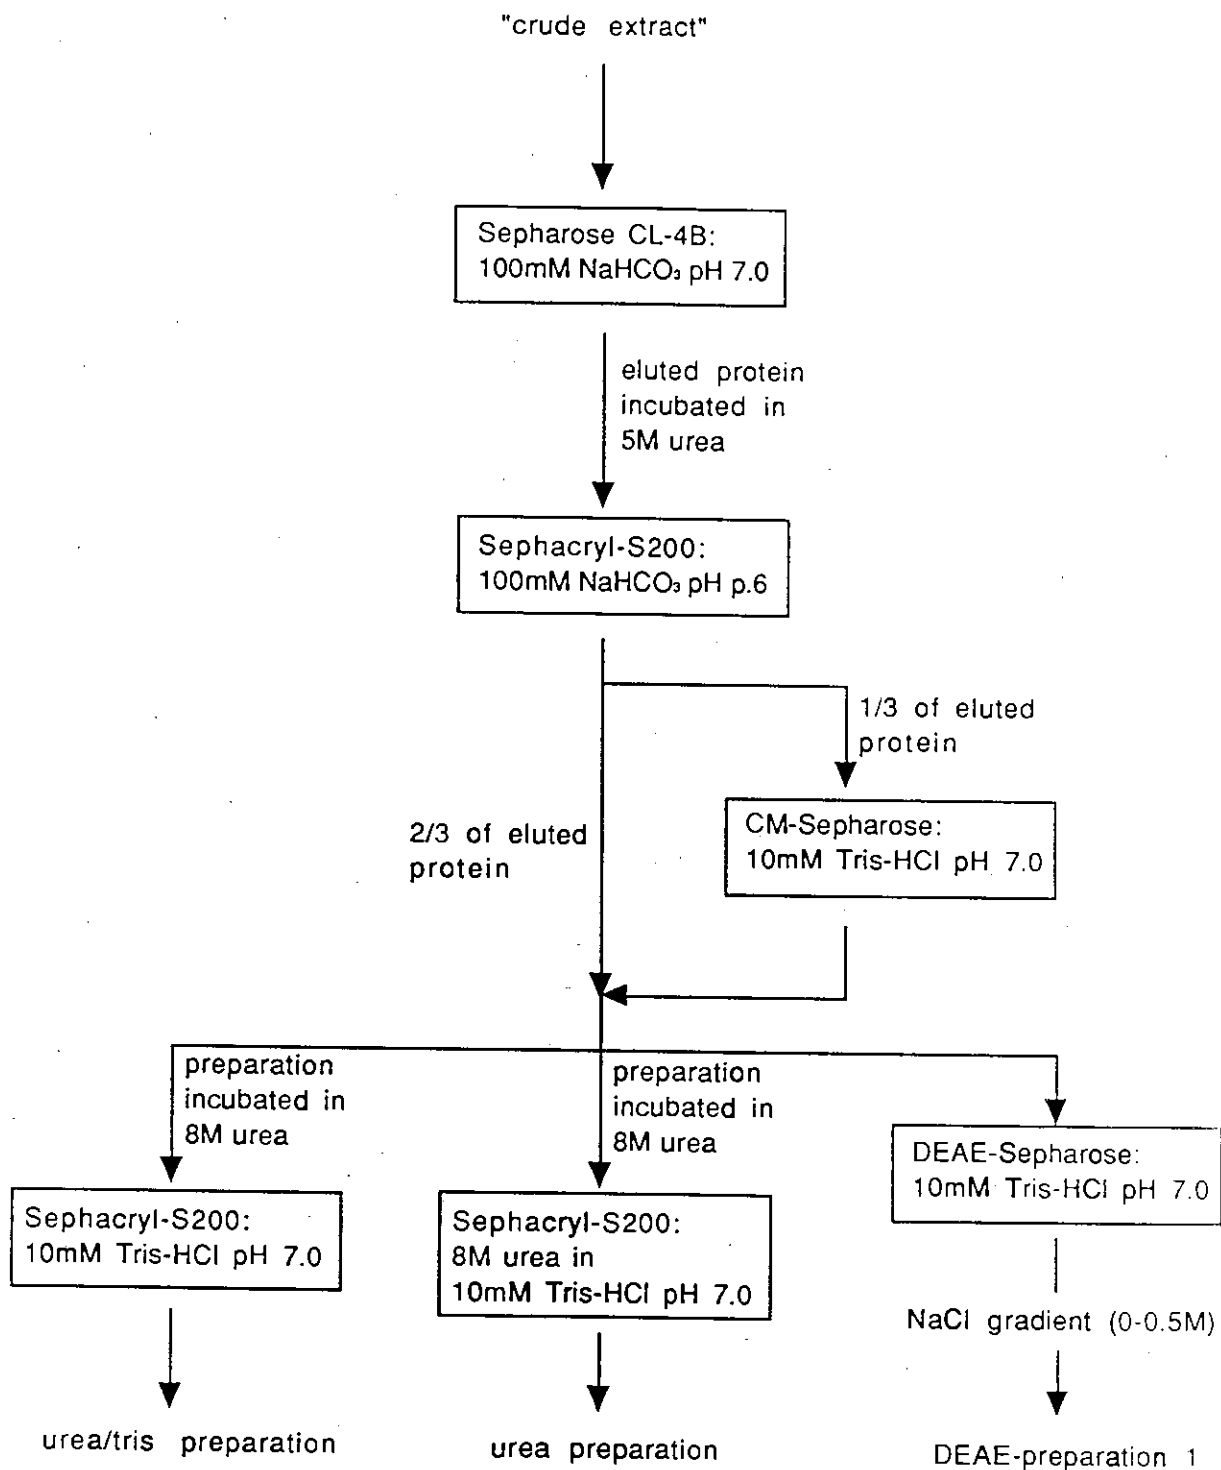 "crude extract"
Sepharose CL-4B:
100mM NaHCO₃ pH 7.0
eluted protein
incubated in
5M urea
Sephacryl-S200:
100mM NaHCO₃ pH p.6
1/3 of eluted
protein
2/3 of eluted
protein
CM-Sepharose:
10mM Tris-HCl pH 7.0
preparation
incubated in
8M urea
preparation
incubated in
8M urea
DEAE-Sepharose:
10mM Tris-HCl pH 7.0
Sephacryl-S200:
10mM Tris-HCl pH 7.0
Sephacryl-S200:
8M urea in
10mM Tris-HCl pH 7.0
NaCl gradient (0-0.5M)
urea/tris preparation
urea preparation
DEAE-preparation 1